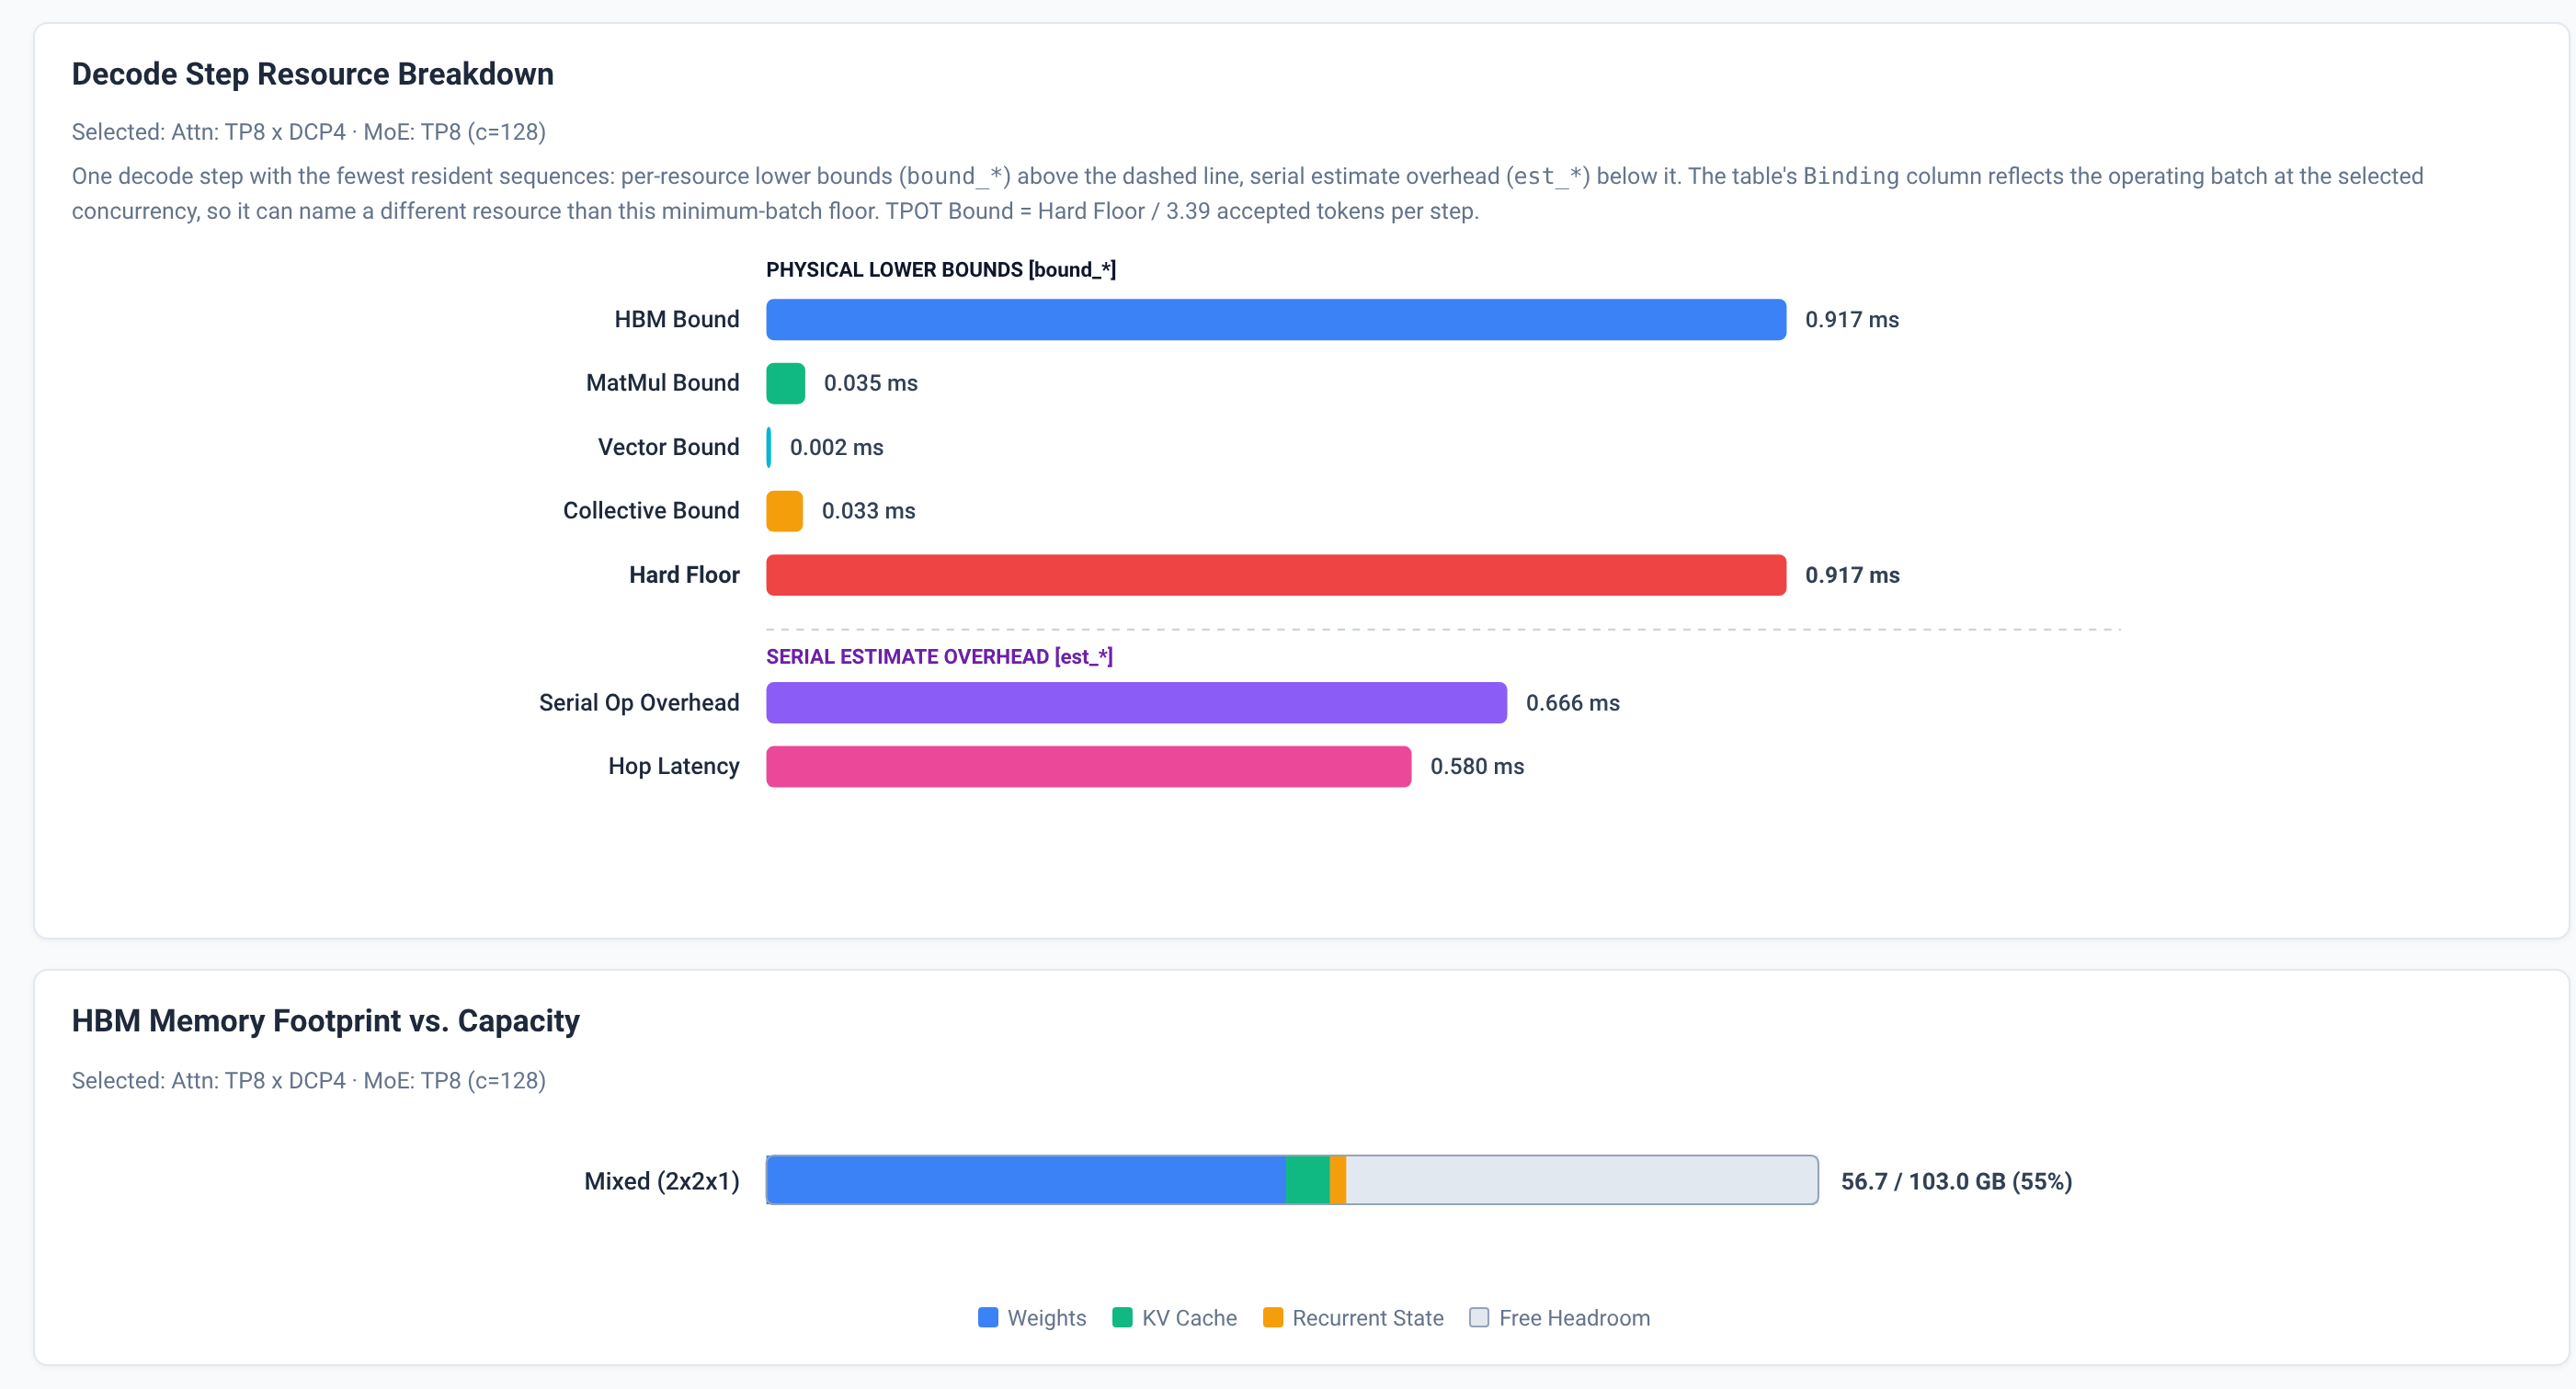 Decode Step Resource Breakdown
Selected: Attn: TP8 x DCP4 · MoE: TP8 (c=128)
One decode step with the fewest resident sequences: per-resource lower bounds (bound_*) above the dashed line, serial estimate overhead (est_*) below it. The table's Binding column reflects the operating batch at the selected
concurrency, so it can name a different resource than this minimum-batch floor. TPOT Bound = Hard Floor / 3.39 accepted tokens per step.
PHYSICAL LOWER BOUNDS [bound_*]
HBM Bound 0.917 ms
MatMul Bound 0.035 ms
Vector Bound 0.002 ms
Collective Bound 0.033 ms
Hard Floor 0.917 ms
SERIAL ESTIMATE OVERHEAD [est_*]
Serial Op Overhead 0.666 ms
Hop Latency 0.580 ms
HBM Memory Footprint vs. Capacity
Selected: Attn: TP8 x DCP4 · MoE: TP8 (c=128)
Mixed (2x2x1) 56.7 / 103.0 GB (55%)
Weights KV Cache Recurrent State Free Headroom